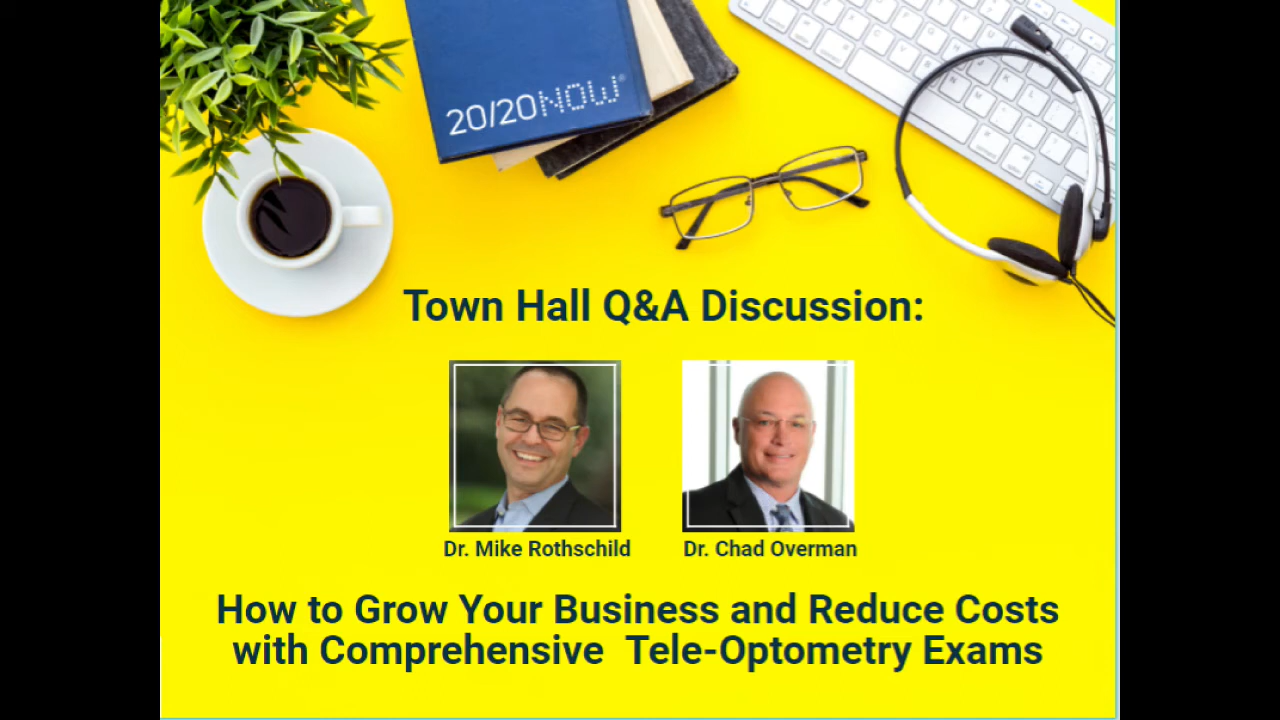 20/20NOW®
Town Hall Q&A Discussion:
Dr. Mike Rothschild
Dr. Chad Overman
How to Grow Your Business and Reduce Costs
with Comprehensive Tele-Optometry Exams